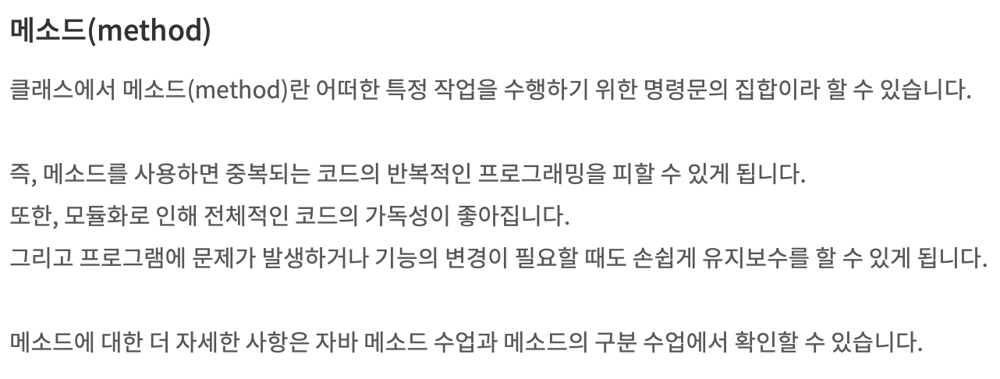 메소드(method)
클래스에서 메소드(method)란 어떠한 특정 작업을 수행하기 위한 명령문의 집합이라 할 수 있습니다.
즉, 메소드를 사용하면 중복되는 코드의 반복적인 프로그래밍을 피할 수 있게 됩니다.
또한, 모듈화로 인해 전체적인 코드의 가독성이 좋아집니다.
그리고 프로그램에 문제가 발생하거나 기능의 변경이 필요할 때도 손쉽게 유지보수를 할 수 있게 됩니다.
메소드에 대한 더 자세한 사항은 자바 메소드 수업과 메소드의 구분 수업에서 확인할 수 있습니다.